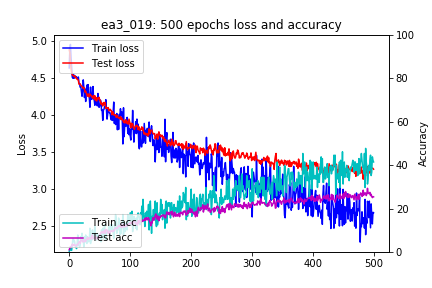 ea3_019: 500 epochs loss and accuracy
Train loss
Test loss
Train acc
Test acc
Loss
5.0
4.5
4.0
3.5
3.0
2.5
Accuracy
100
80
60
40
20
0
0 100 200 300 400 500